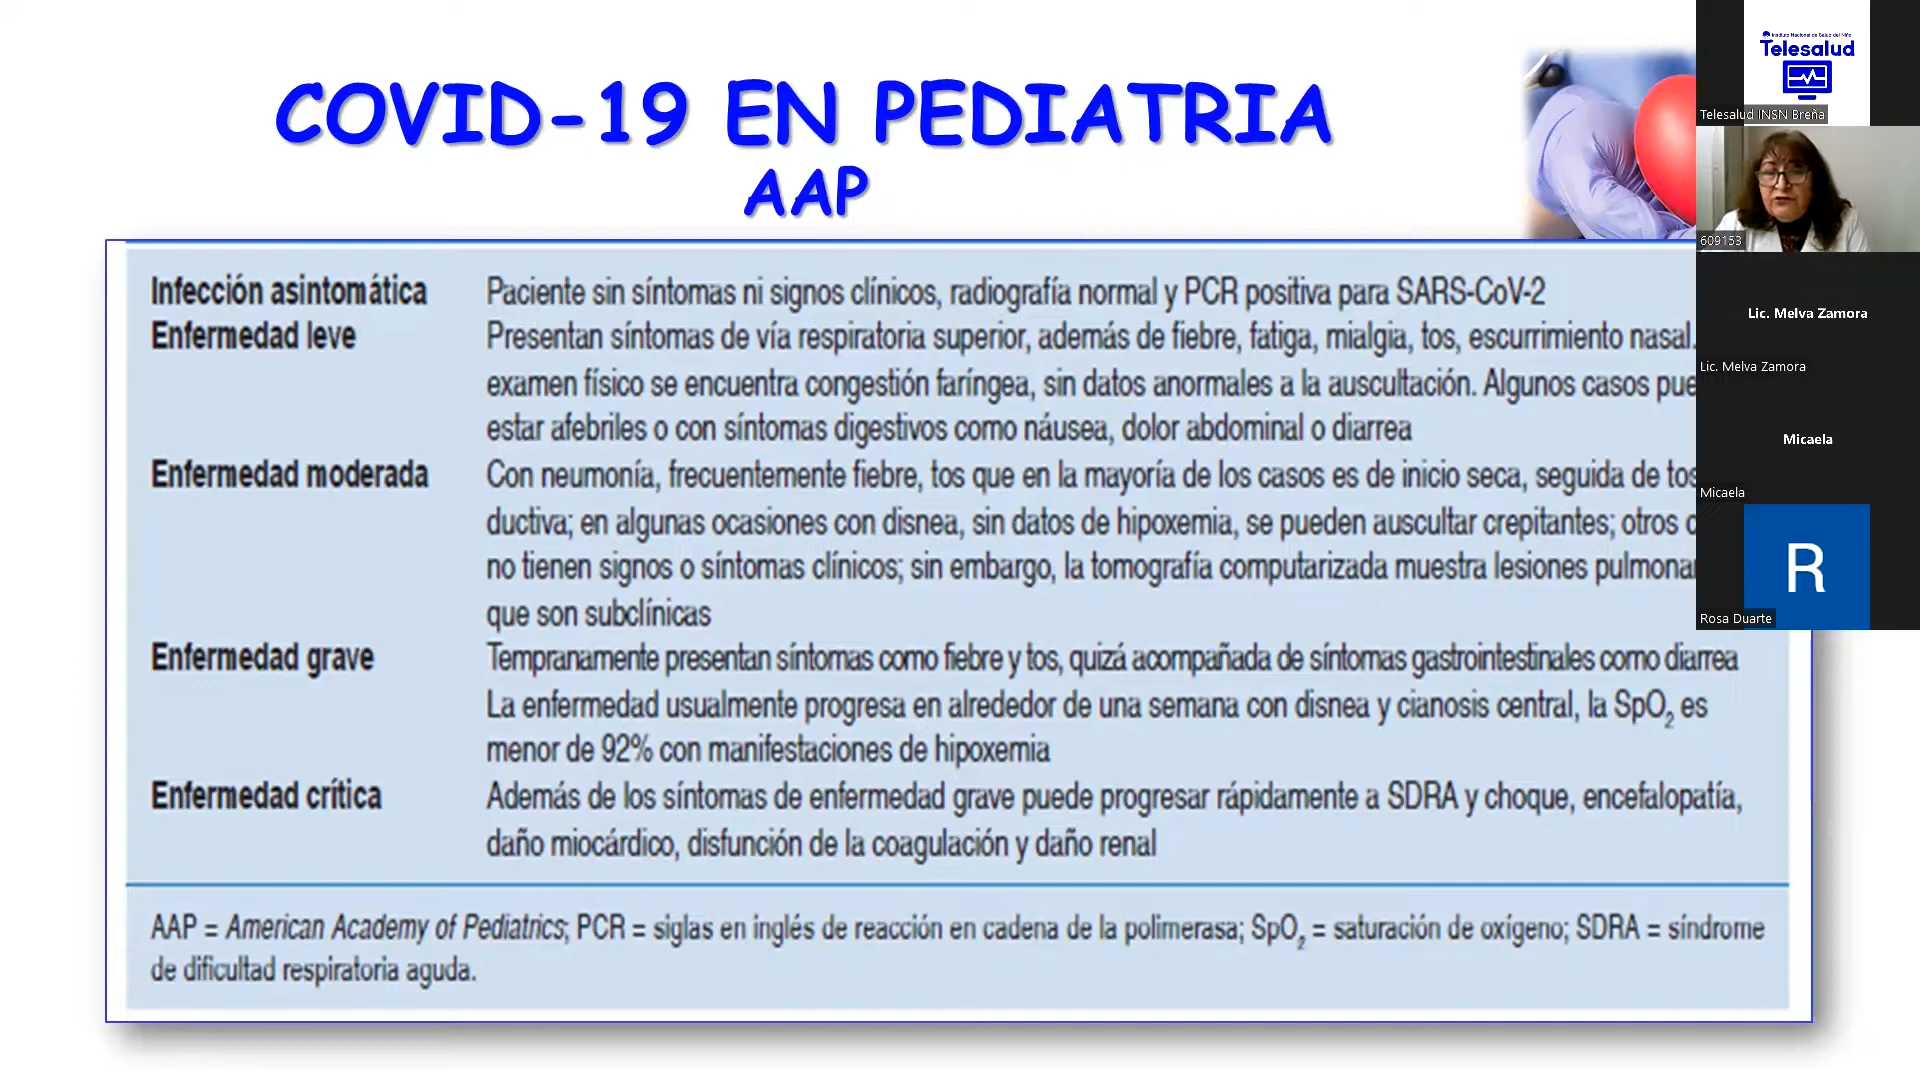 COVID-19 EN PEDIATRIA
AAP
Infección asintomática Paciente sin síntomas ni signos clínicos, radiografía normal y PCR positiva para SARS-CoV-2
Enfermedad leve Presentan síntomas de vía respiratoria superior, además de fiebre, fatiga, mialgia, tos, escurrimiento nasal.
examen físico se encuentra congestión faríngea, sin datos anormales a la auscultación. Algunos casos
estar afebriles o con síntomas digestivos como náusea, dolor abdominal o diarrea
Enfermedad moderada Con neumonía, frecuentemente fiebre, tos que en la mayoría de los casos es de inicio seca, seguida de tos
ductiva; en algunas ocasiones con disnea, sin datos de hipoxemia, se pueden auscultar crepitantes; otros
no tienen signos o síntomas clínicos; sin embargo, la tomografía computarizada muestra lesiones
que son subclínicas
Enfermedad grave Tempranamente presentan síntomas como fiebre y tos, quizá acompañada de síntomas gastrointestinales como diarrea
La enfermedad usualmente progresa en alrededor de una semana con disnea y cianosis central, la SpO₂ es
menor de 92% con manifestaciones de hipoxemia
Enfermedad crítica Además de los síntomas de enfermedad grave puede progresar rápidamente a SDRA y choque, encefalopatía,
daño miocárdico, disfunción de la coagulación y daño renal
AAP = American Academy of Pediatrics; PCR = siglas en inglés de reacción en cadena de la polimerasa; SpO₂ = saturación de oxígeno; SDRA = síndrome
de dificultad respiratoria aguda.
Instituto Nacional de Salud del Niño
Telesalud
Telesalud INSN Breña
609153
Lic. Melva Zamora
Lic. Melva Zamora
Micaela
Micaela
R
Rosa Duarte